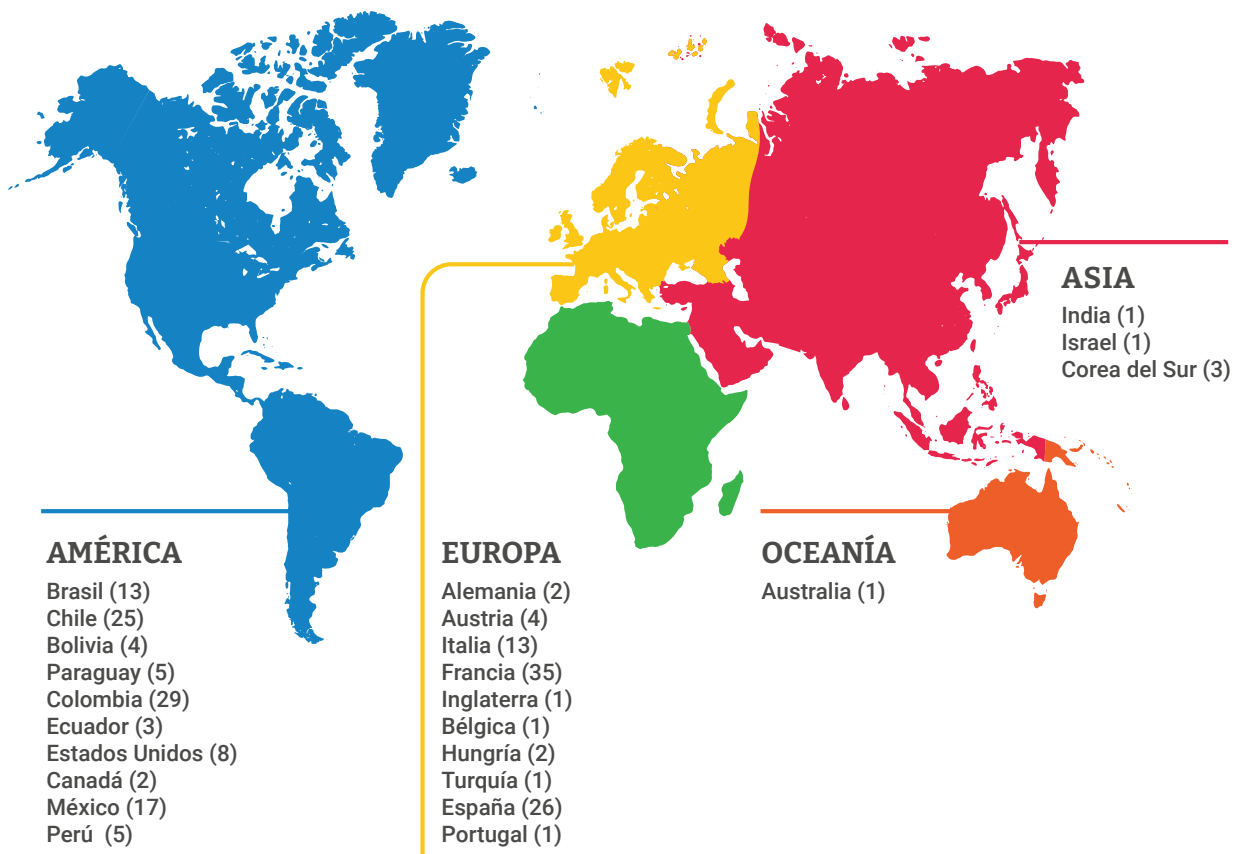 ASIA
India (1)
Israel (1)
Corea del Sur (3)
AMÉRICA
Brasil (13)
Chile (25)
Bolivia (4)
Paraguay (5)
Colombia (29)
Ecuador (3)
Estados Unidos (8)
Canadá (2)
México (17)
Perú (5)
EUROPA
Alemania (2)
Austria (4)
Italia (13)
Francia (35)
Inglaterra (1)
Bélgica (1)
Hungría (2)
Turquía (1)
España (26)
Portugal (1)
OCEANÍA
Australia (1)